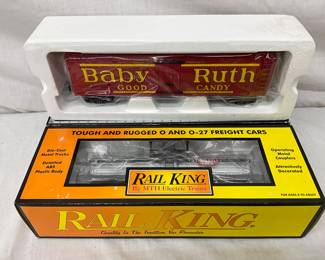 Baby Ruth
GOOD CANDY
TOUGH AND RUGGED O AND O-27 FREIGHT CARS
Die-Cast
Metal Trucks
Detailed
ABS
Plastic Body
RAIL KING
By MTH Electric Trains
Operating
Metal
Couplers
Attractively
Decorated
RAIL KING
Quality In The Tradition You Remember